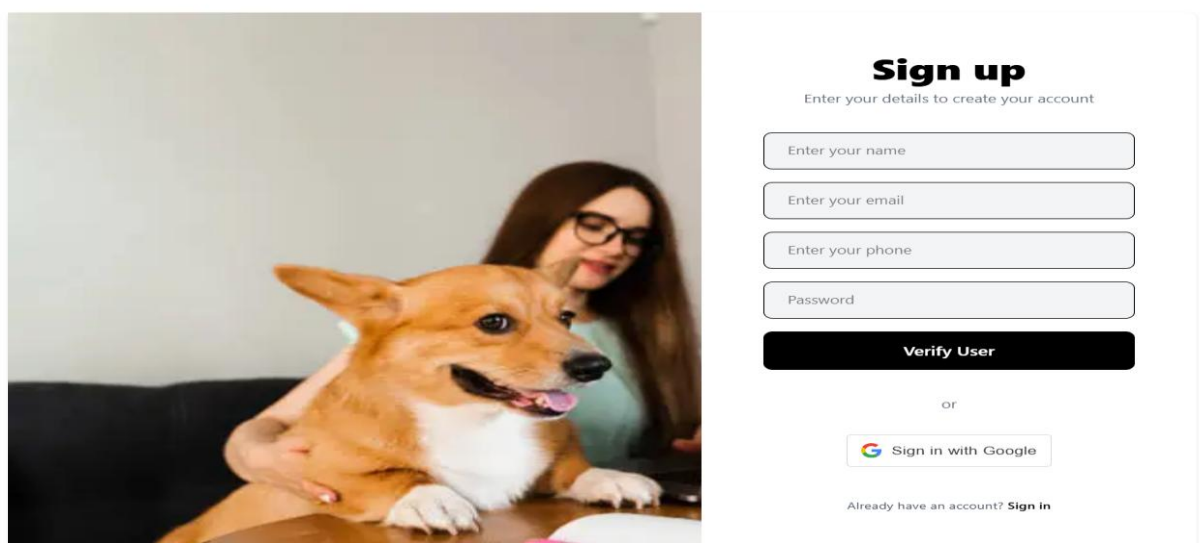 Sign up
Enter your details to create your account
Enter your name
Enter your email
Enter your phone
Password
Verify User
or
Sign in with Google
Already have an account? Sign in